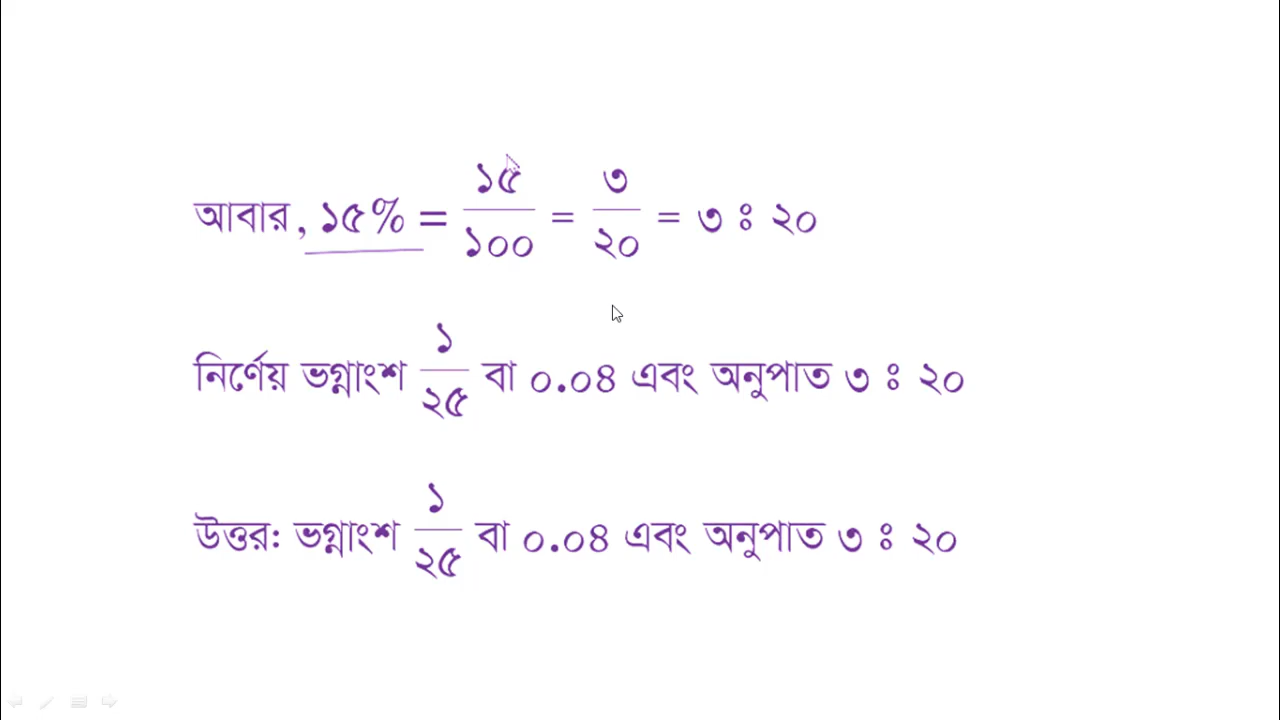 আবার, ১৫% = ১৫/১০০ = ৩/২০ = ৩ ঃ ২০
নির্ণেয় ভগ্নাংশ ১/২৫ বা ০.০৪ এবং অনুপাত ৩ ঃ ২০
উত্তর: ভগ্নাংশ ১/২৫ বা ০.০৪ এবং অনুপাত ৩ ঃ ২০